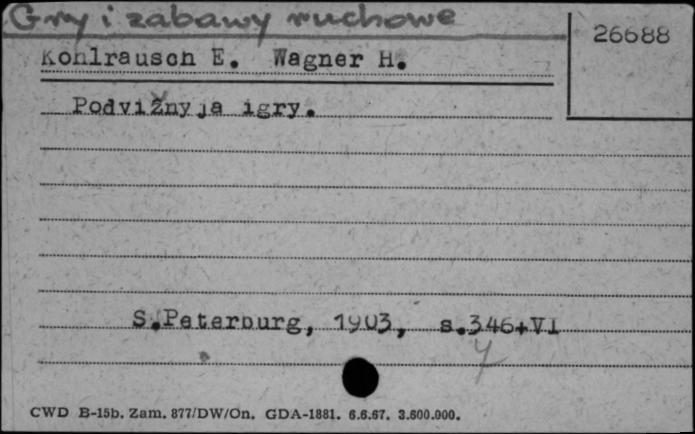 Gry i zabawy ruchowe
26688
Kohlrausch E. Wagner H.
Podvižnyja igry.
S.Peterburg, 1903, s.346+VI
CWD B-15b. Zam. 877/DW/On. GDA-1881. 6.6.67. 3.600.000.